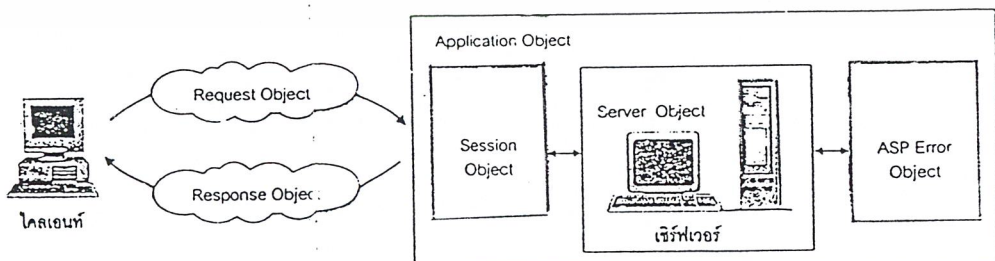 Application Object
Request Object
Server Object
Session
Object
ASP Error
Object
Response Object
ไคลเอนท์
เซิร์ฟเวอร์